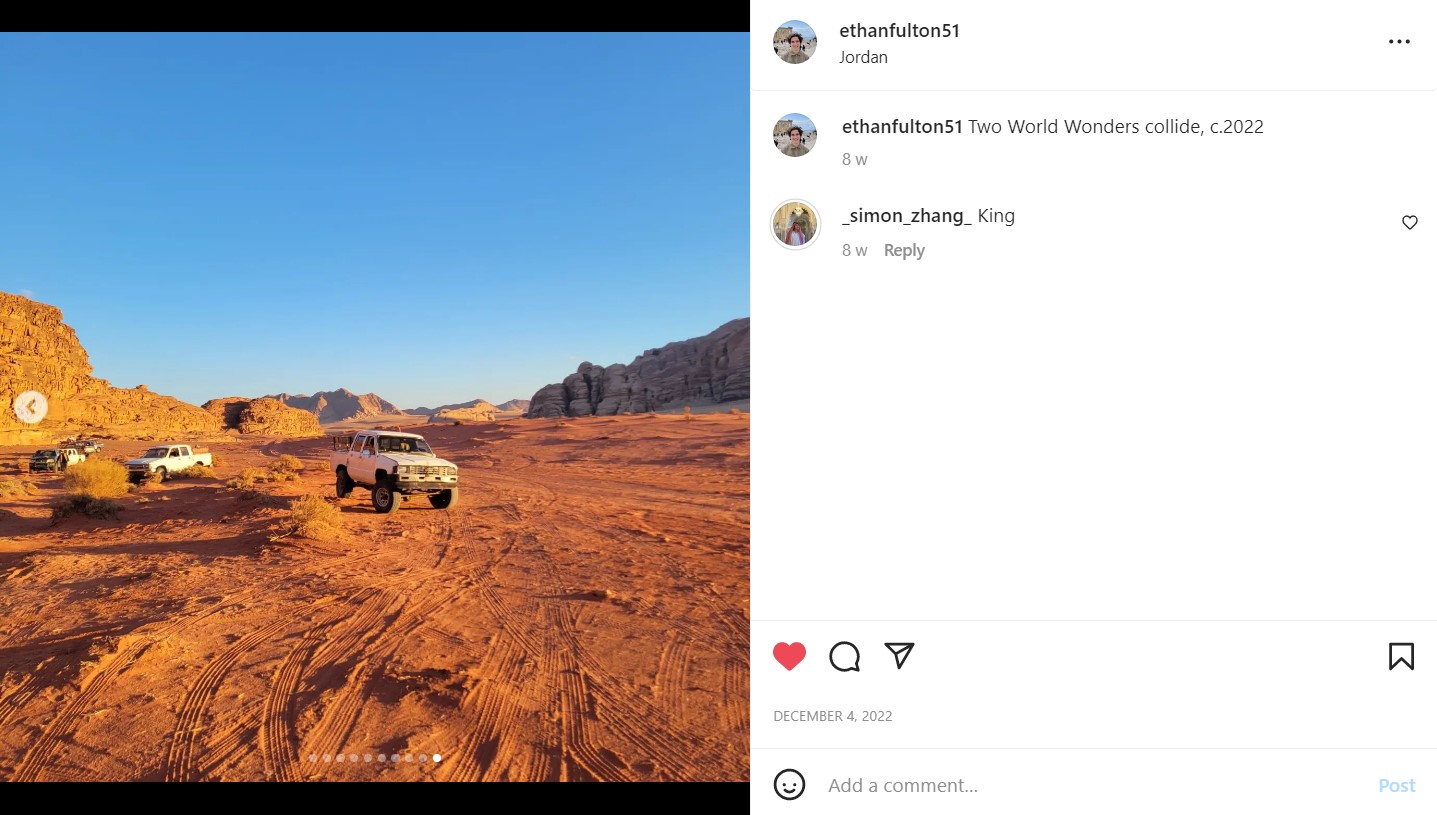 ethanfulton51
Jordan
ethanfulton51 Two World Wonders collide, c.2022
8 w
_simon_zhang_ King
8 w Reply
DECEMBER 4, 2022
Add a comment...
Post